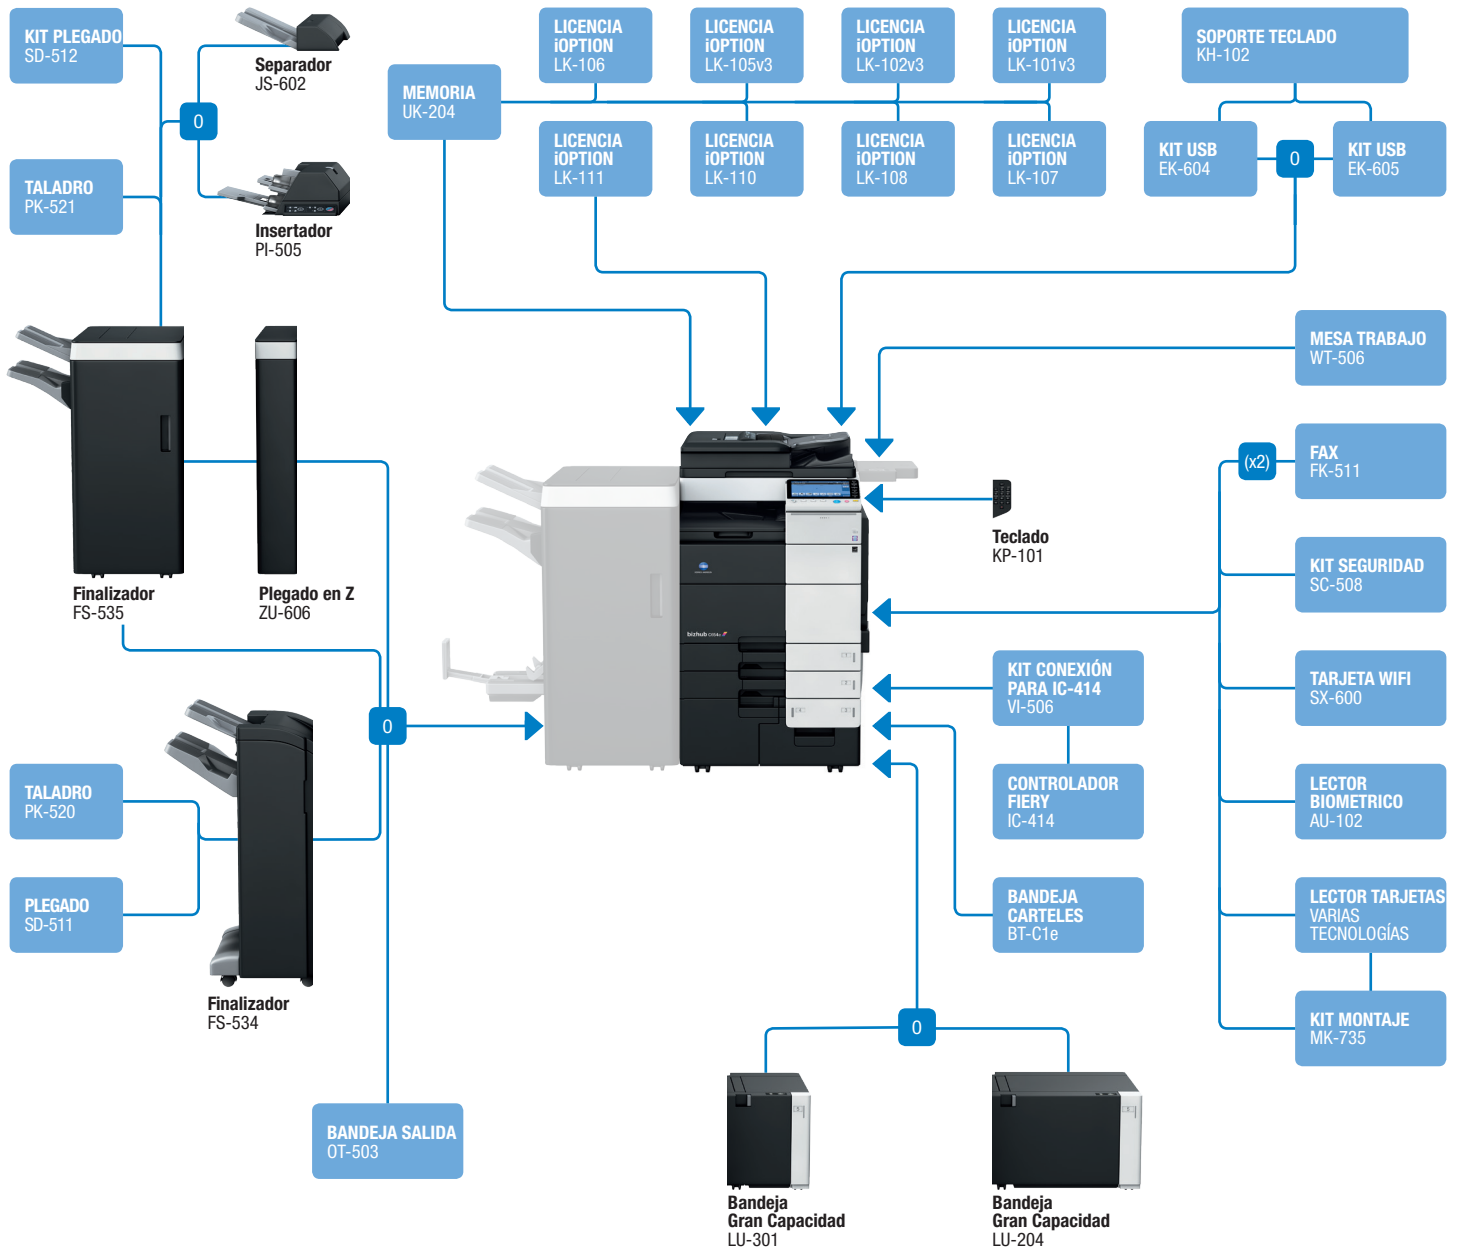 KIT PLEGADO
SD-512
Separador
JS-602
0
TALADRO
PK-521
Insertador
PI-505
MEMORIA
UK-204
LICENCIA
iOPTION
LK-106
LICENCIA
iOPTION
LK-105v3
LICENCIA
iOPTION
LK-102v3
LICENCIA
iOPTION
LK-101v3
LICENCIA
iOPTION
LK-111
LICENCIA
iOPTION
LK-110
LICENCIA
iOPTION
LK-108
LICENCIA
iOPTION
LK-107
SOPORTE TECLADO
KH-102
KIT USB
EK-604
0
KIT USB
EK-605
MESA TRABAJO
WT-506
(x2)
FAX
FK-511
Teclado
KP-101
KIT SEGURIDAD
SC-508
Finalizador
FS-535
Plegado en Z
ZU-606
bizhub
KIT CONEXIÓN
PARA IC-414
VI-506
TARJETA WIFI
SX-600
0
TALADRO
PK-520
CONTROLADOR
FIERY
IC-414
LECTOR
BIOMETRICO
AU-102
PLEGADO
SD-511
BANDEJA
CARTELES
BT-C1e
LECTOR TARJETAS
VARIAS
TECNOLOGÍAS
Finalizador
FS-534
0
KIT MONTAJE
MK-735
BANDEJA SALIDA
OT-503
Bandeja
Gran Capacidad
LU-301
Bandeja
Gran Capacidad
LU-204